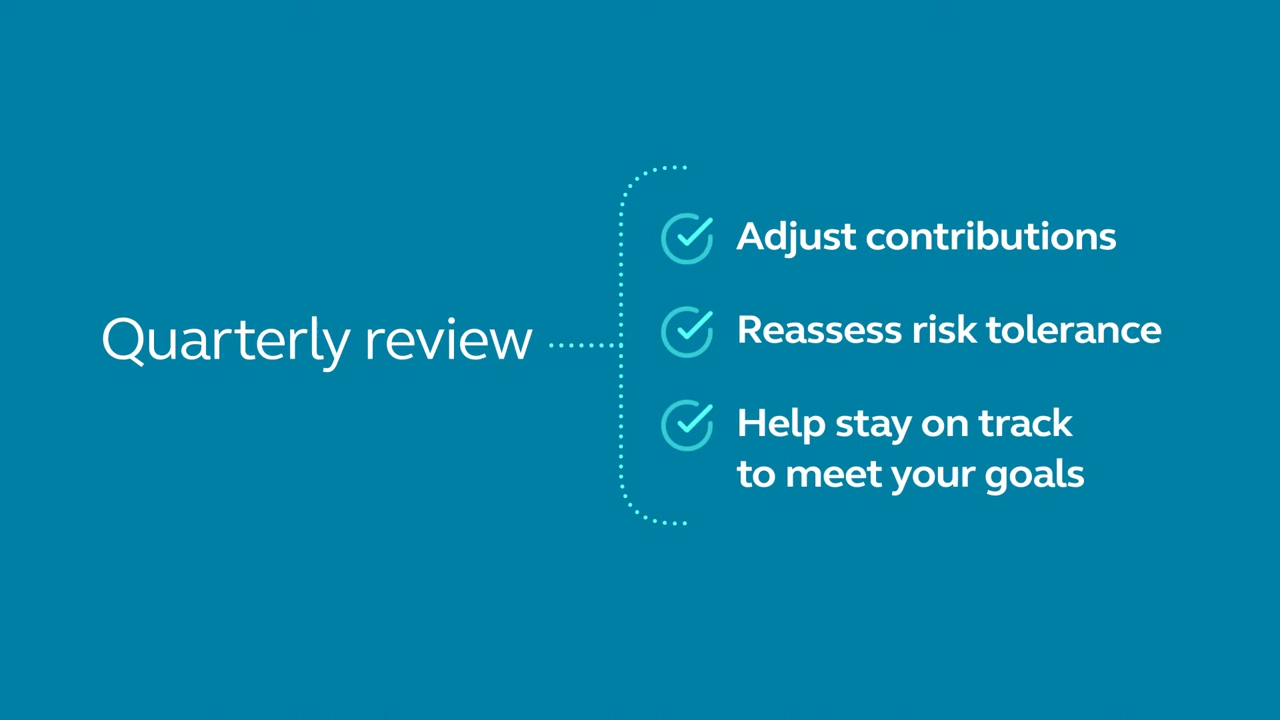 Quarterly review
Adjust contributions
Reassess risk tolerance
Help stay on track
to meet your goals